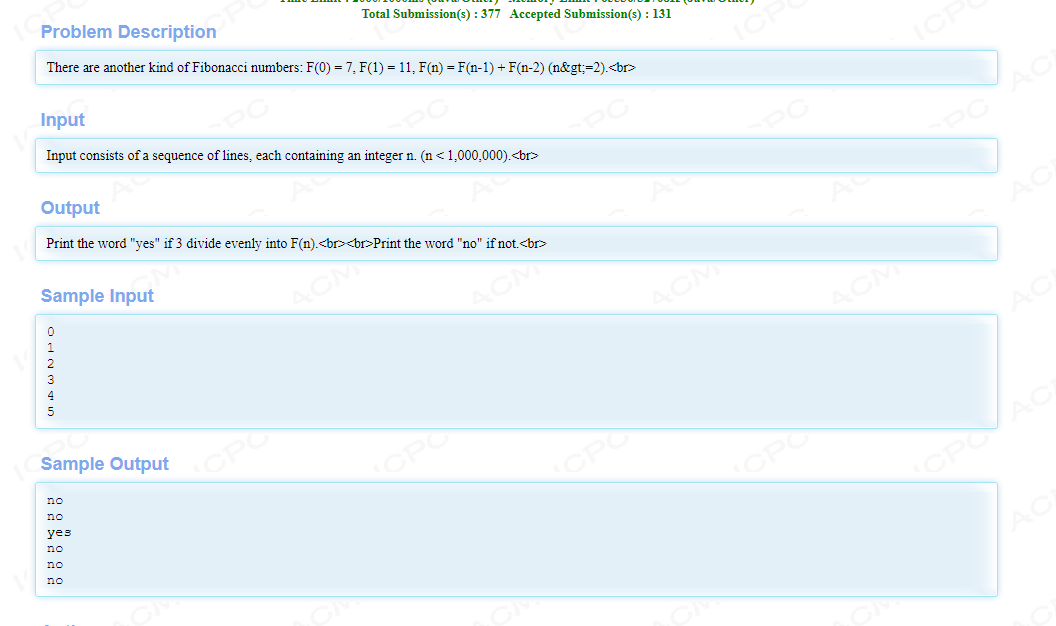 Total Submission(s) : 377 Accepted Submission(s) : 131
Problem Description
There are another kind of Fibonacci numbers: F(0) = 7, F(1) = 11, F(n) = F(n-1) + F(n-2) (n&gt;=2).<br>
Input
Input consists of a sequence of lines, each containing an integer n. (n < 1,000,000).<br>
Output
Print the word "yes" if 3 divide evenly into F(n).<br><br>Print the word "no" if not.<br>
Sample Input
0
1
2
3
4
5
Sample Output
no
no
yes
no
no
no